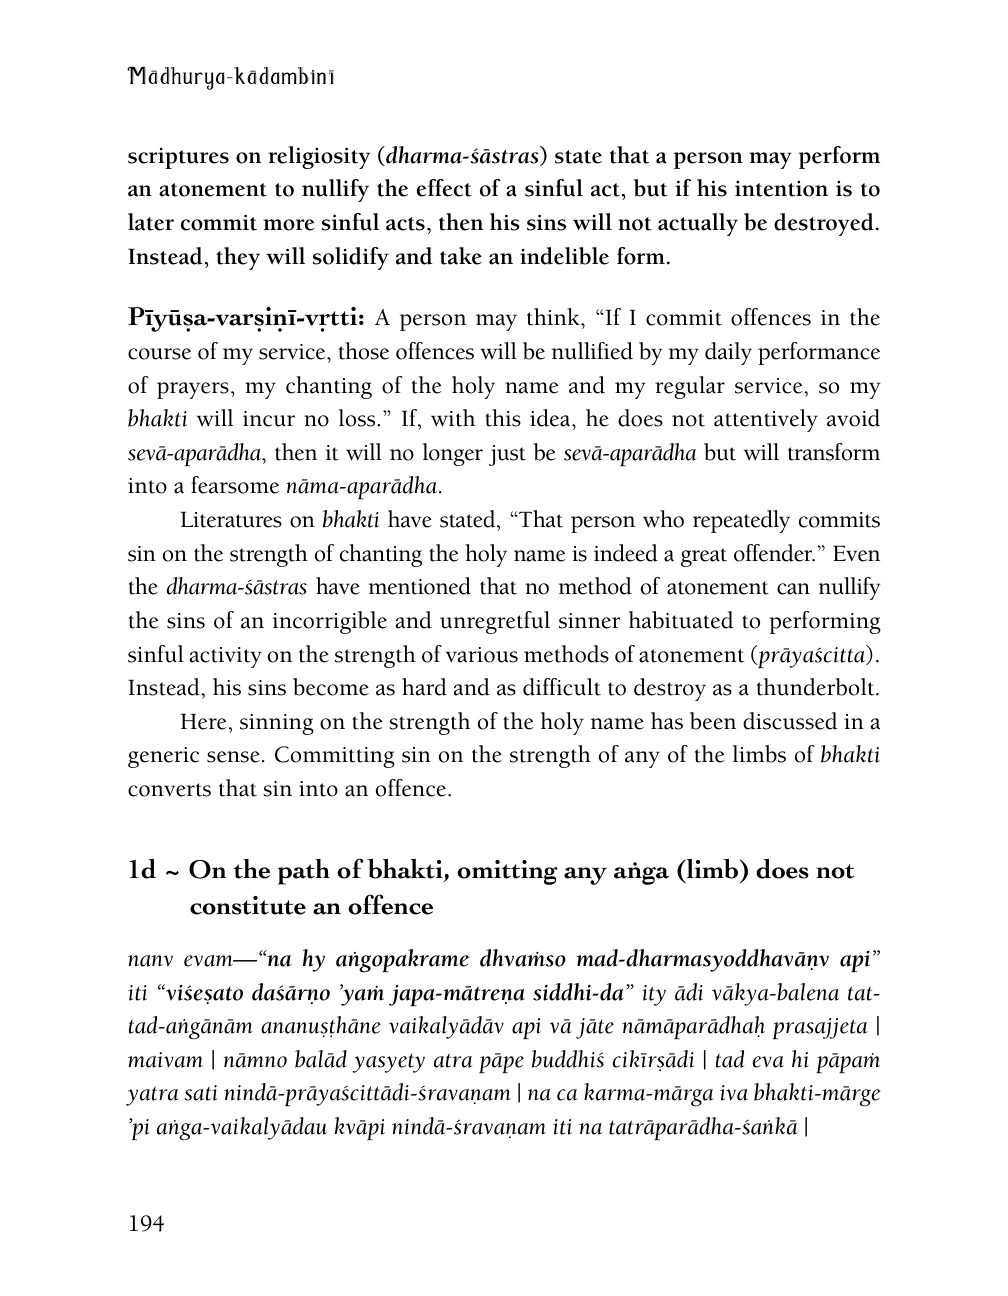 Mādhurya-kādambinī
scriptures on religiosity (dharma-śāstras) state that a person may perform
an atonement to nullify the effect of a sinful act, but if his intention is to
later commit more sinful acts, then his sins will not actually be destroyed.
Instead, they will solidify and take an indelible form.
Pīyūṣa-varṣiṇī-vṛtti: A person may think, “If I commit offences in the
course of my service, those offences will be nullified by my daily performance
of prayers, my chanting of the holy name and my regular service, so my
bhakti will incur no loss.” If, with this idea, he does not attentively avoid
sevā-aparādha, then it will no longer just be sevā-aparādha but will transform
into a fearsome nāma-aparādha.
Literatures on bhakti have stated, “That person who repeatedly commits
sin on the strength of chanting the holy name is indeed a great offender.” Even
the dharma-śāstras have mentioned that no method of atonement can nullify
the sins of an incorrigible and unregretful sinner habituated to performing
sinful activity on the strength of various methods of atonement (prāyaścitta).
Instead, his sins become as hard and as difficult to destroy as a thunderbolt.
Here, sinning on the strength of the holy name has been discussed in a
generic sense. Committing sin on the strength of any of the limbs of bhakti
converts that sin into an offence.
1d ~ On the path of bhakti, omitting any aṅga (limb) does not
constitute an offence
nanv evam—“na hy aṅgopakrame dhvaṁso mad-dharmasyoddhavāṇv api”
iti “viśeṣato daśārṇo ’yaṁ japa-mātreṇa siddhi-da” ity ādi vākya-balena tat-
tad-aṅgānām ananuṣṭhāne vaikalyādāv api vā jāte nāmāparādhaḥ prasajjeta |
maivam | nāmno balād yasyety atra pāpe buddhiś cikīrṣādi | tad eva hi pāpaṁ
yatra sati nindā-prāyaścittādi-śravaṇam | na ca karma-mārga iva bhakti-mārge
’pi aṅga-vaikalyādau kvāpi nindā-śravaṇam iti na tatrāparādha-śaṅkā |
194